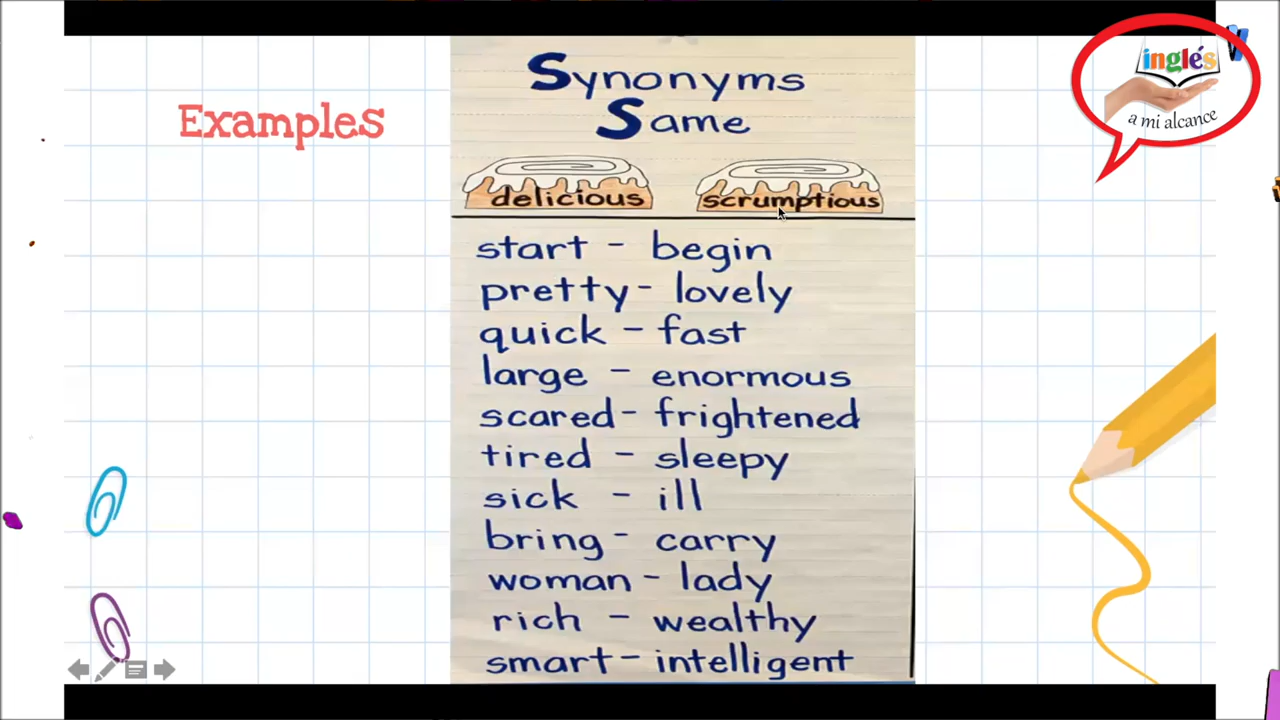 Examples
Synonyms
Same
delicious scrumptious
start - begin
pretty - lovely
quick - fast
large - enormous
scared - frightened
tired - sleepy
sick - ill
bring - carry
woman - lady
rich - wealthy
smart - intelligent
inglés
a mi alcance